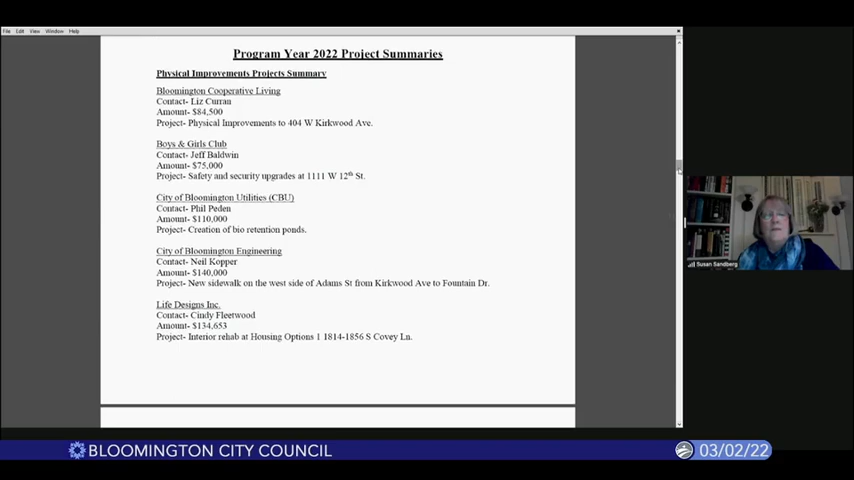 File Edit View Window Help
Program Year 2022 Project Summaries
Physical Improvements Projects Summary
Bloomington Cooperative Living
Contact- Liz Curran
Amount- $84,500
Project- Physical Improvements to 404 W Kirkwood Ave.
Boys & Girls Club
Contact- Jeff Baldwin
Amount- $75,000
Project- Safety and security upgrades at 1111 W 12th St.
City of Bloomington Utilities (CBU)
Contact- Phil Peden
Amount- $110,000
Project- Creation of bio retention ponds.
City of Bloomington Engineering
Contact- Neil Kopper
Amount- $140,000
Project- New sidewalk on the west side of Adams St from Kirkwood Ave to Fountain Dr.
Life Designs Inc.
Contact- Cindy Fleetwood
Amount- $134,653
Project- Interior rehab at Housing Options 1 1814-1856 S Covey Ln.
Susan Sandberg
BLOOMINGTON CITY COUNCIL
03/02/22